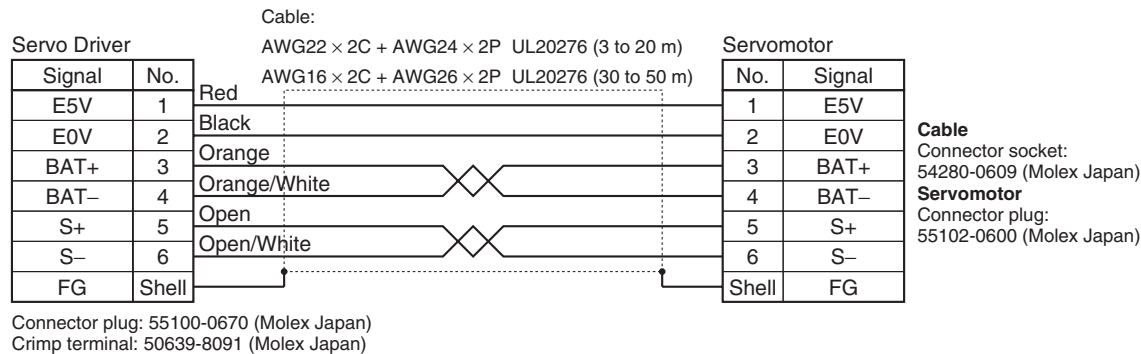 Cable:
Servo Driver
AWG22 × 2C + AWG24 × 2P UL20276 (3 to 20 m)
Servomotor
Signal No.
AWG16 × 2C + AWG26 × 2P UL20276 (30 to 50 m)
No. Signal
E5V 1 Red 1 E5V
E0V 2 Black 2 E0V
BAT+ 3 Orange 3 BAT+
BAT− 4 Orange/White 4 BAT−
S+ 5 Open 5 S+
S− 6 Open/White 6 S−
FG Shell Shell FG
Cable
Connector socket:
54280-0609 (Molex Japan)
Servomotor
Connector plug:
55102-0600 (Molex Japan)
Connector plug: 55100-0670 (Molex Japan)
Crimp terminal: 50639-8091 (Molex Japan)